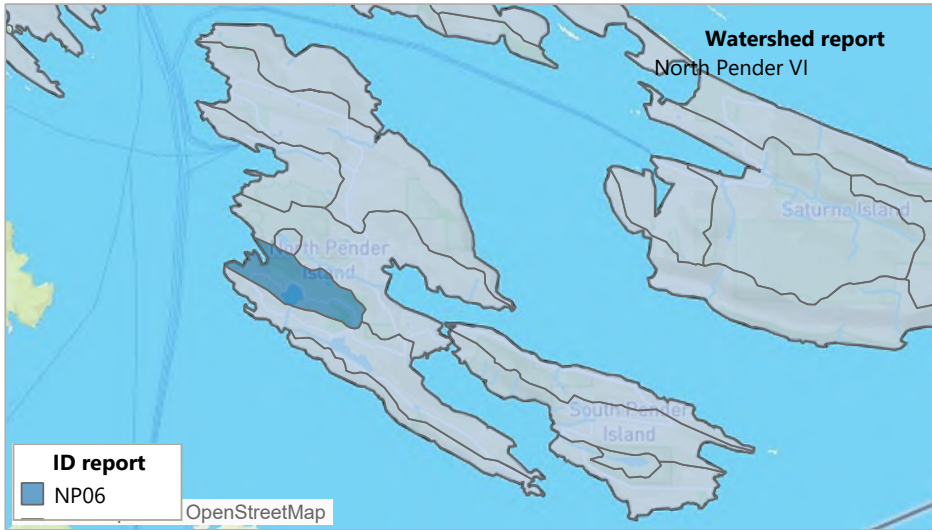 Watershed report
North Pender VI
Saturna Island
North Pender
Island
South Pender
Island
ID report
NP06
OpenStreetMap